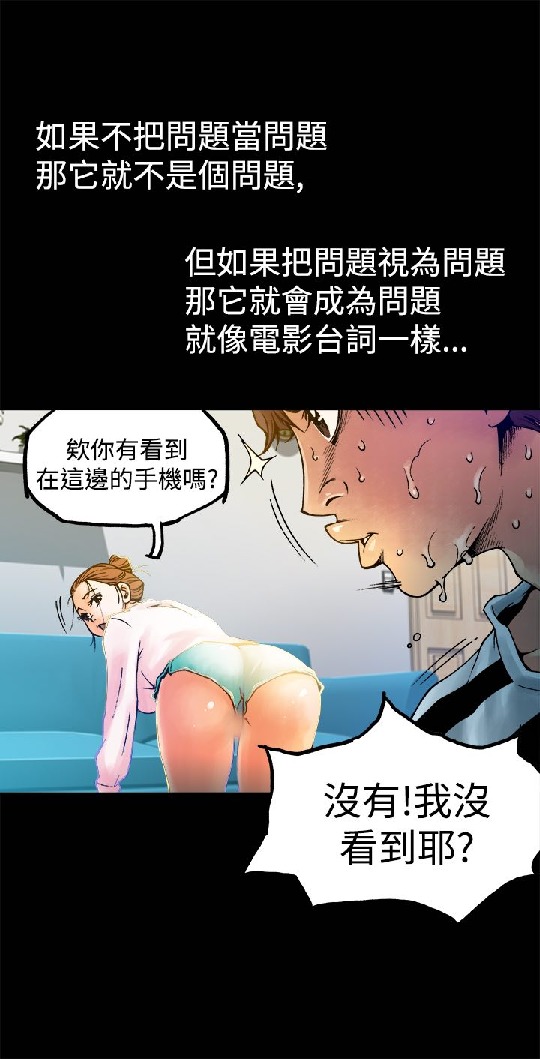 如果不把問題當問題
那它就不是個問題,
但如果把問題視為問題
那它就會成為問題
就像電影台詞一樣...
欸你有看到
在這邊的手機嗎?
沒有!我沒
看到耶?